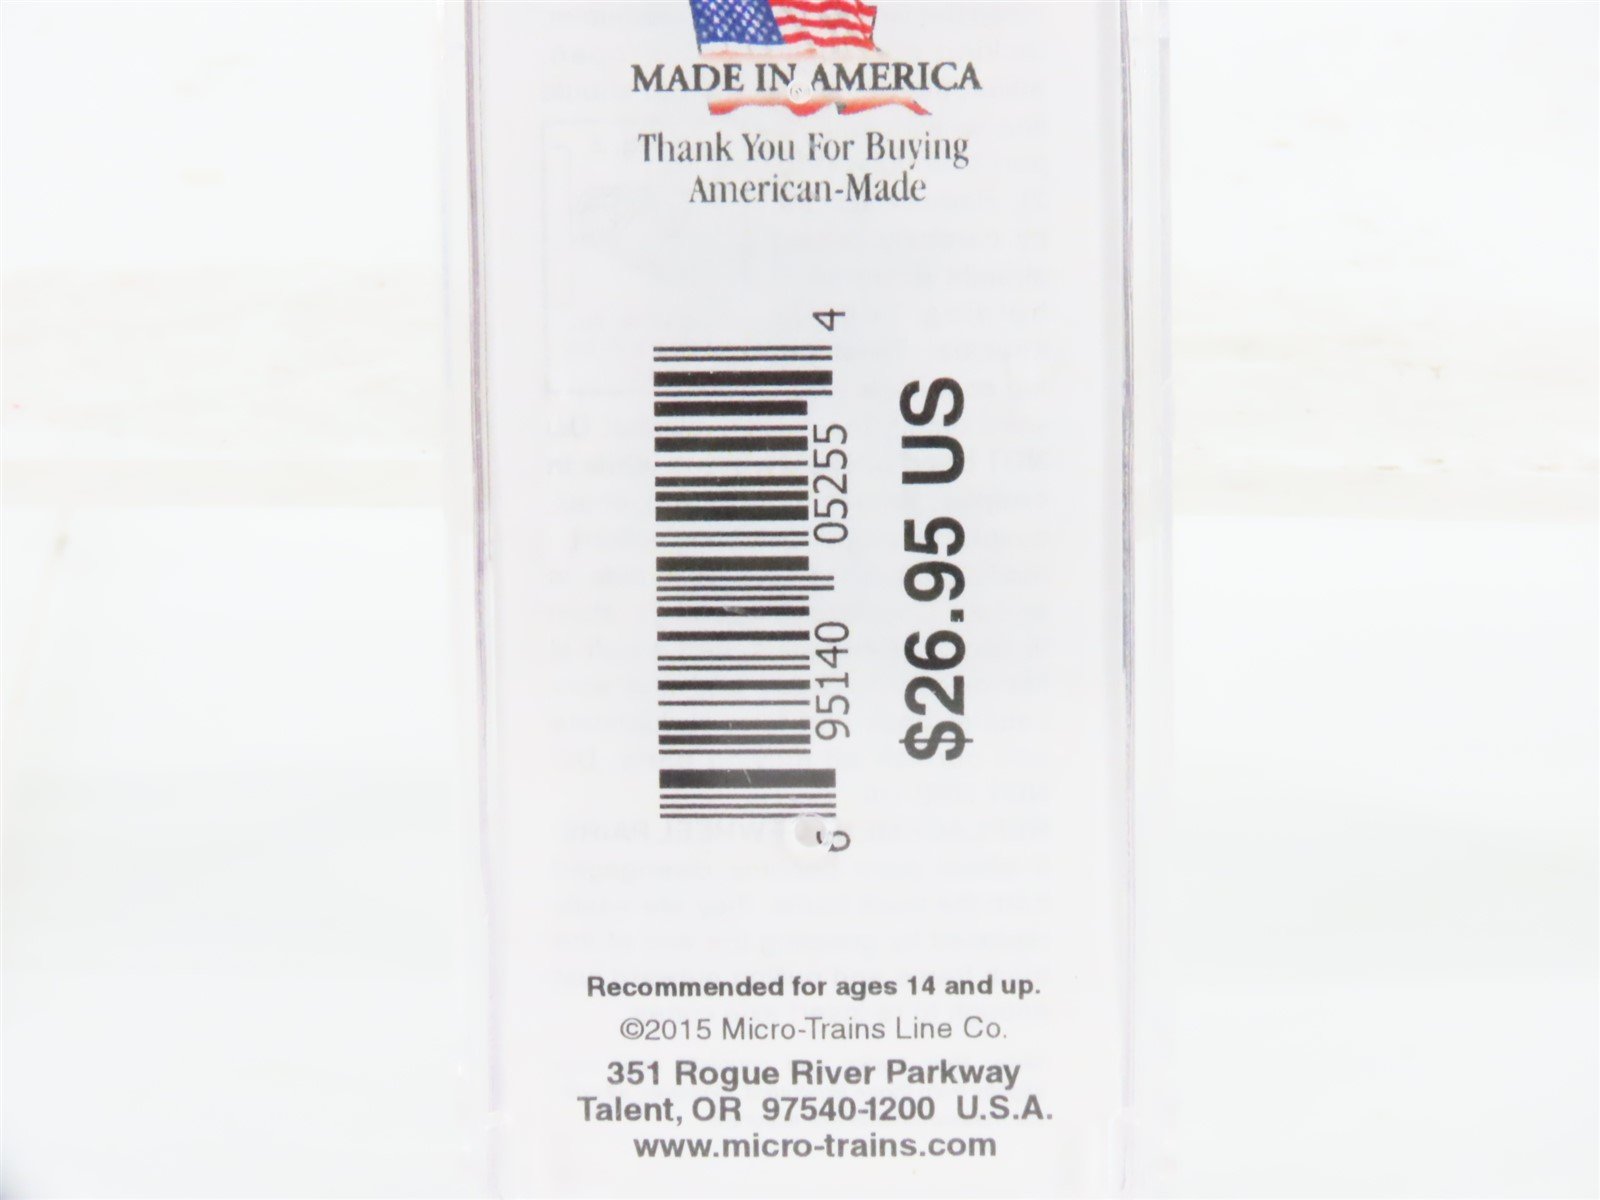 MADE IN AMERICA
Thank You For Buying
American-Made
6 95140 05255 4
$26.95 US
Recommended for ages 14 and up.
©2015 Micro-Trains Line Co.
351 Rogue River Parkway
Talent, OR 97540-1200 U.S.A.
www.micro-trains.com